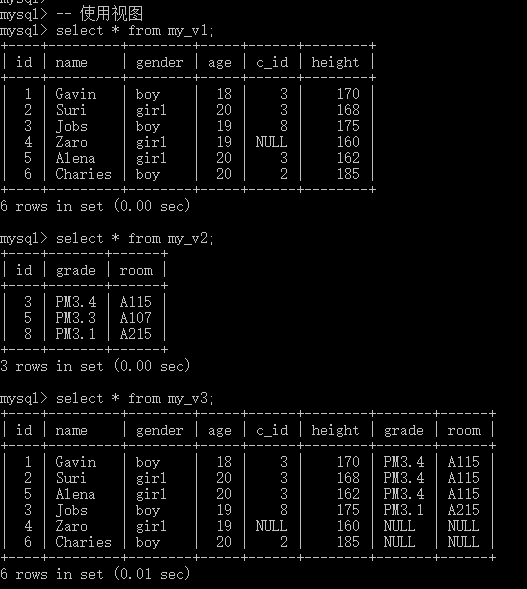 mysql>
mysql> -- 使用视图
mysql> select * from my_v1;
+----+---------+--------+------+------+--------+
| id | name    | gender | age  | c_id | height |
+----+---------+--------+------+------+--------+
|  1 | Gavin   | boy    |   18 |    3 |    170 |
|  2 | Suri    | girl   |   20 |    3 |    168 |
|  3 | Jobs    | boy    |   19 |    8 |    175 |
|  4 | Zaro    | girl   |   19 | NULL |    160 |
|  5 | Alena   | girl   |   20 |    3 |    162 |
|  6 | Charies | boy    |   20 |    2 |    185 |
+----+---------+--------+------+------+--------+
6 rows in set (0.00 sec)
mysql> select * from my_v2;
+----+-------+------+
| id | grade | room |
+----+-------+------+
|  3 | PM3.4 | A115 |
|  5 | PM3.3 | A107 |
|  8 | PM3.1 | A215 |
+----+-------+------+
3 rows in set (0.00 sec)
mysql> select * from my_v3;
+----+---------+--------+------+------+--------+-------+------+
| id | name    | gender | age  | c_id | height | grade | room |
+----+---------+--------+------+------+--------+-------+------+
|  1 | Gavin   | boy    |   18 |    3 |    170 | PM3.4 | A115 |
|  2 | Suri    | girl   |   20 |    3 |    168 | PM3.4 | A115 |
|  5 | Alena   | girl   |   20 |    3 |    162 | PM3.4 | A115 |
|  3 | Jobs    | boy    |   19 |    8 |    175 | PM3.1 | A215 |
|  4 | Zaro    | girl   |   19 | NULL |    160 | NULL  | NULL |
|  6 | Charies | boy    |   20 |    2 |    185 | NULL  | NULL |
+----+---------+--------+------+------+--------+-------+------+
6 rows in set (0.01 sec)